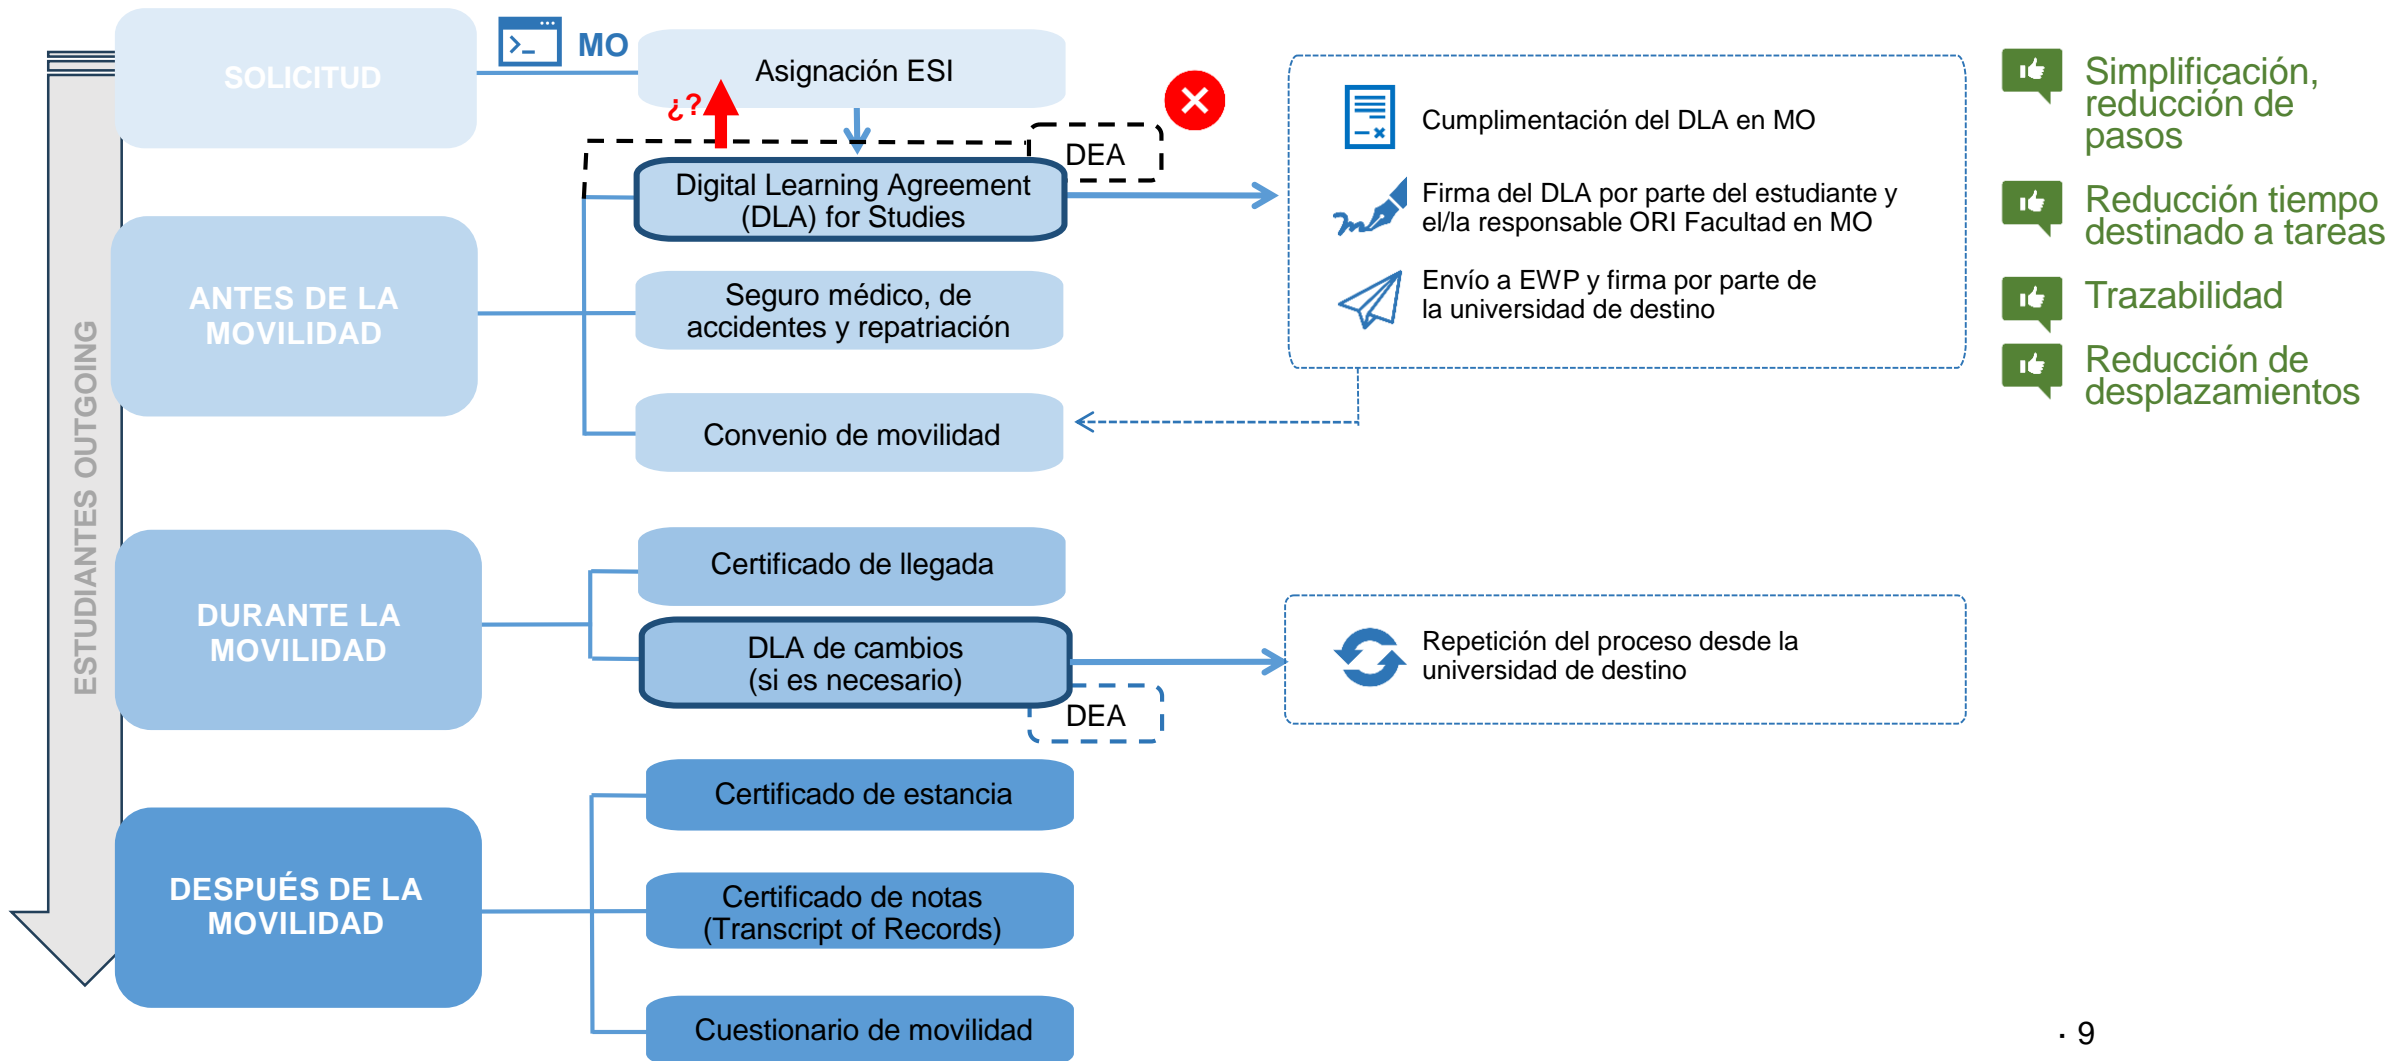 ESTUDIANTES OUTGOING
SOLICITUD
>_
MO
Asignación ESI
¿?
DEA
Digital Learning Agreement
(DLA) for Studies
ANTES DE LA
MOVILIDAD
Seguro médico, de
accidentes y repatriación
Convenio de movilidad
Cumplimentación del DLA en MO
Firma del DLA por parte del estudiante y
el/la responsable ORI Facultad en MO
Envío a EWP y firma por parte de
la universidad de destino
Simplificación,
reducción de
pasos
Reducción tiempo
destinado a tareas
Trazabilidad
Reducción de
desplazamientos
DURANTE LA
MOVILIDAD
Certificado de llegada
DLA de cambios
(si es necesario)
DEA
Repetición del proceso desde la
universidad de destino
DESPUÉS DE LA
MOVILIDAD
Certificado de estancia
Certificado de notas
(Transcript of Records)
Cuestionario de movilidad
· 9